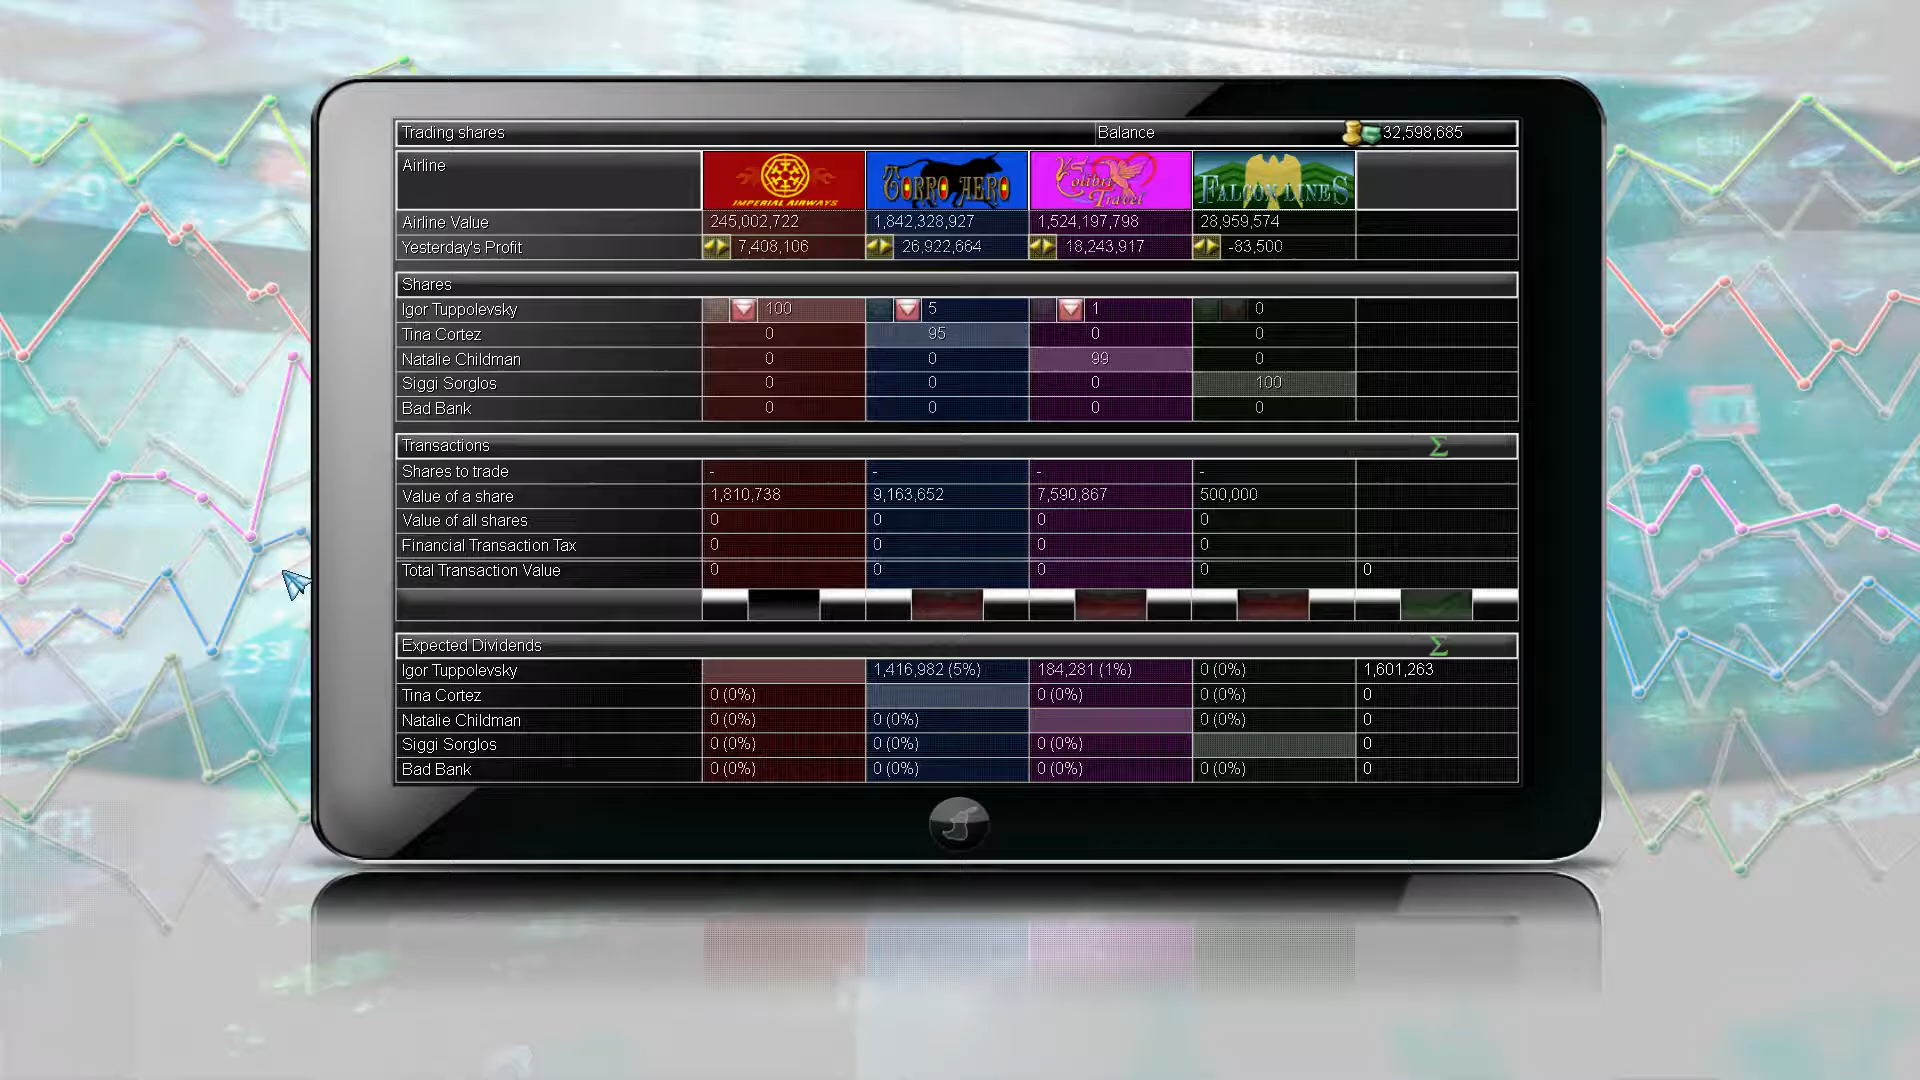 Trading shares Balance 32,598,685
Airline IMPERIAL AIRWAYS TORRO AERO Colibri Travel FALCON LINES
Airline Value 245,002,722 1,842,328,927 1,524,197,798 28,959,574
Yesterday's Profit 7,408,106 26,922,664 18,243,917 -83,500
Shares
Igor Tuppolevsky 100 5 1 0
Tina Cortez 0 95 0 0
Natalie Childman 0 0 99 0
Siggi Sorglos 0 0 0 100
Bad Bank 0 0 0 0
Transactions Σ
Shares to trade - - - -
Value of a share 1,810,738 9,163,652 7,590,867 500,000
Value of all shares 0 0 0 0
Financial Transaction Tax 0 0 0 0
Total Transaction Value 0 0 0 0 0
Expected Dividends Σ
Igor Tuppolevsky 1,416,982 (5%) 184,281 (1%) 0 (0%) 1,601,263
Tina Cortez 0 (0%) 0 (0%) 0 (0%) 0
Natalie Childman 0 (0%) 0 (0%) 0 (0%) 0
Siggi Sorglos 0 (0%) 0 (0%) 0 (0%) 0
Bad Bank 0 (0%) 0 (0%) 0 (0%) 0 (0%) 0